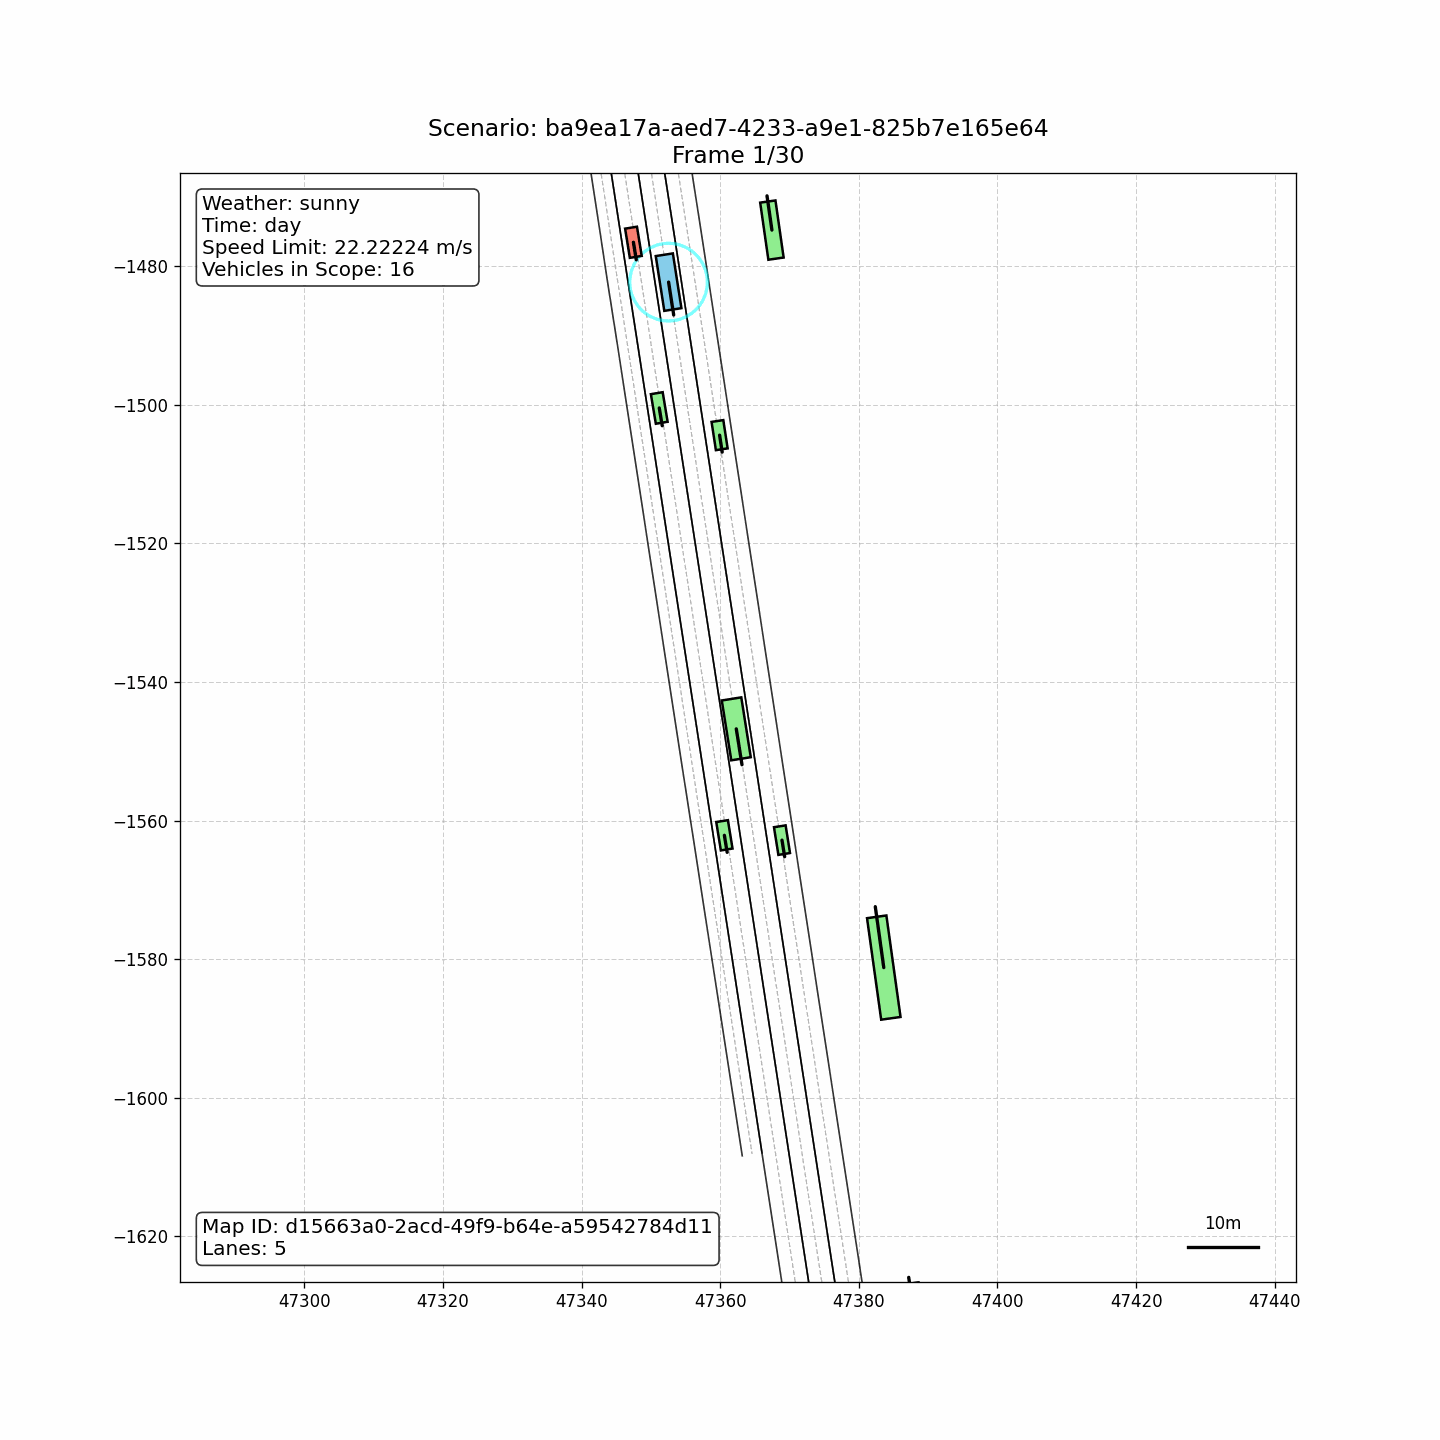 Scenario: ba9ea17a-aed7-4233-a9e1-825b7e165e64
Frame 1/30
Weather: sunny
Time: day
Speed Limit: 22.22224 m/s
Vehicles in Scope: 16
−1480
−1500
−1520
−1540
−1560
−1580
−1600
−1620
Map ID: d15663a0-2acd-49f9-b64e-a59542784d11
Lanes: 5
10m
47300
47320
47340
47360
47380
47400
47420
47440